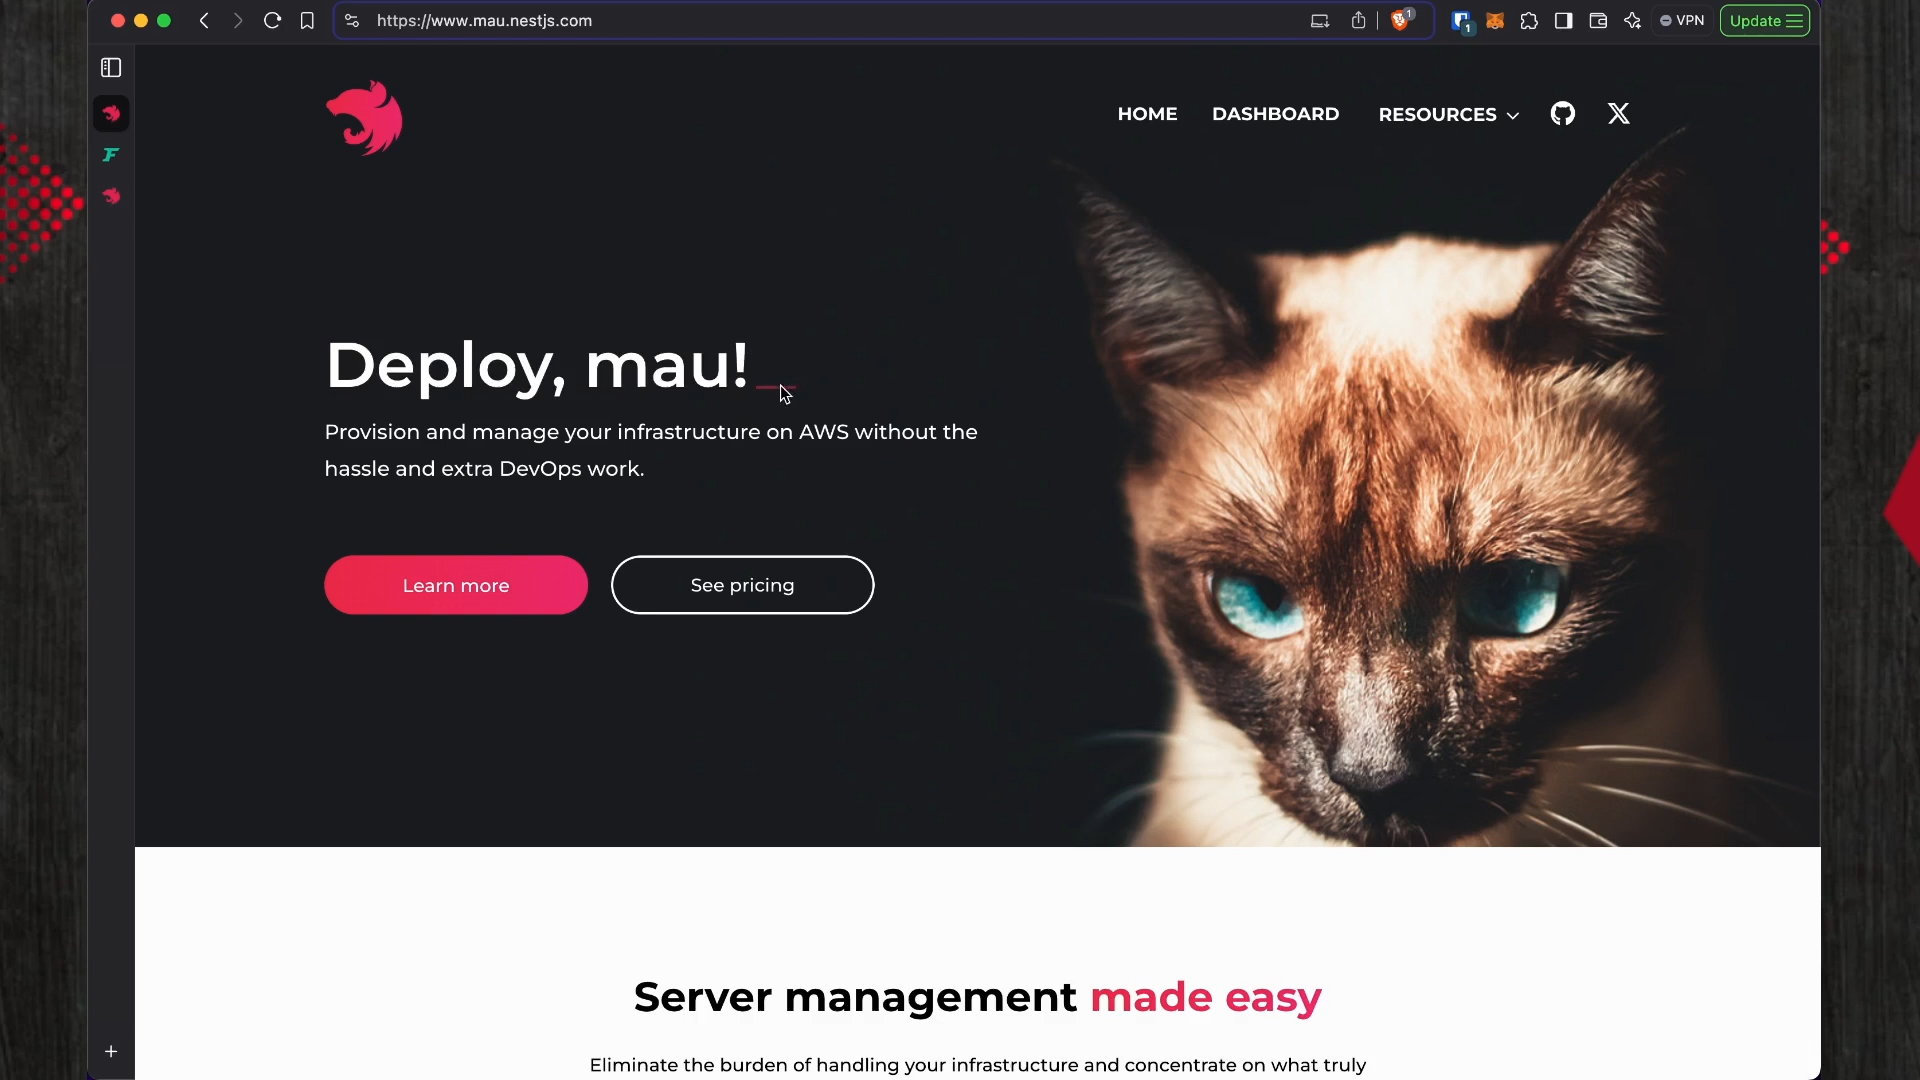 https://www.mau.nestjs.com
1
1
VPN
Update
HOME
DASHBOARD
RESOURCES
Deploy, mau!_
Provision and manage your infrastructure on AWS without the
hassle and extra DevOps work.
Learn more
See pricing
Server management made easy
Eliminate the burden of handling your infrastructure and concentrate on what truly